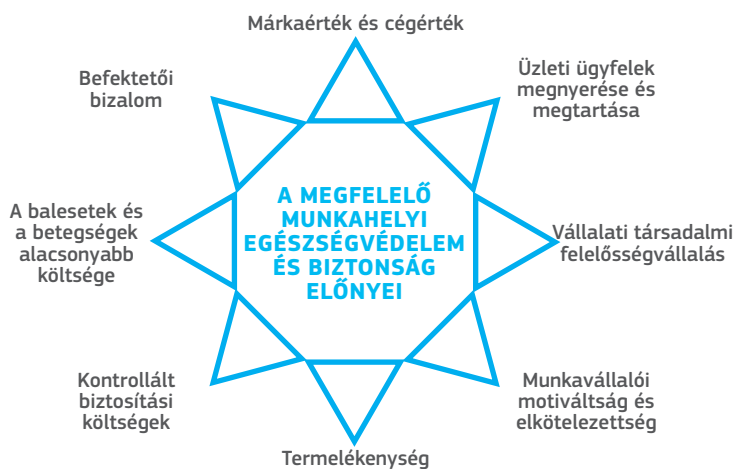 Márkaérték és cégérték
Üzleti ügyfelek
megnyerése és
megtartása
Vállalati társadalmi
felelősségvállalás
Munkavállalói
motiváltság és
elkötelezettség
Termelékenység
Kontrollált
biztosítási
költségek
A balesetek és
a betegségek
alacsonyabb
költsége
Befektetői
bizalom
A MEGFELELŐ
MUNKAHELYI
EGÉSZSÉGVÉDELEM
ÉS BIZTONSÁG
ELŐNYEI